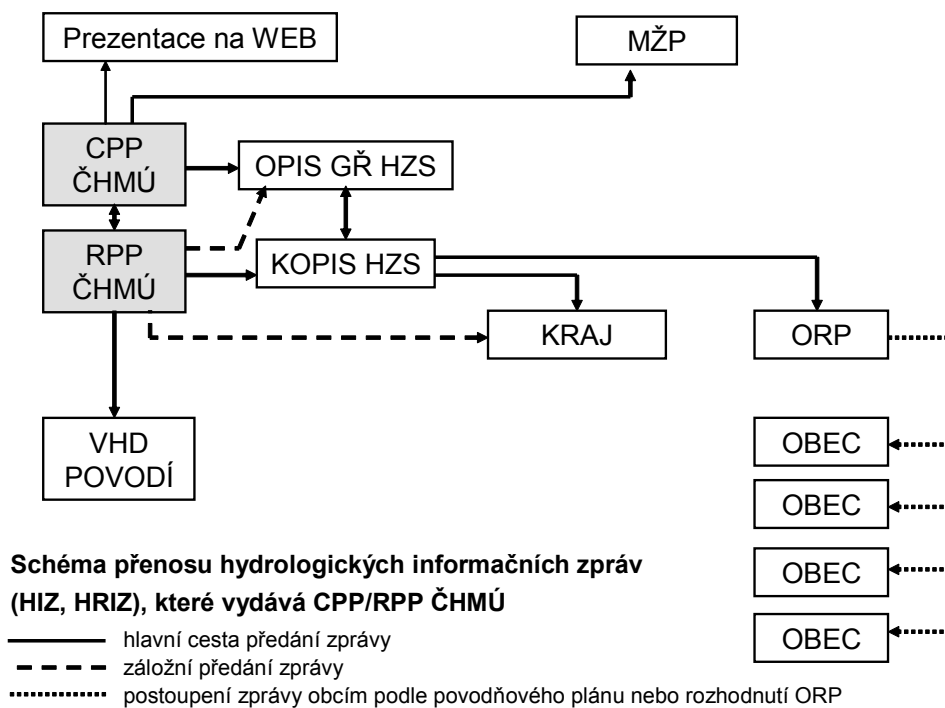 Prezentace na WEB
MŽP
CPP
ČHMÚ
OPIS GŘ HZS
RPP
ČHMÚ
KOPIS HZS
KRAJ
ORP
VHD
POVODÍ
OBEC
OBEC
OBEC
OBEC
Schéma přenosu hydrologických informačních zpráv
(HIZ, HRIZ), které vydává CPP/RPP ČHMÚ
hlavní cesta předání zprávy
záložní předání zprávy
postoupení zprávy obcím podle povodňového plánu nebo rozhodnutí ORP